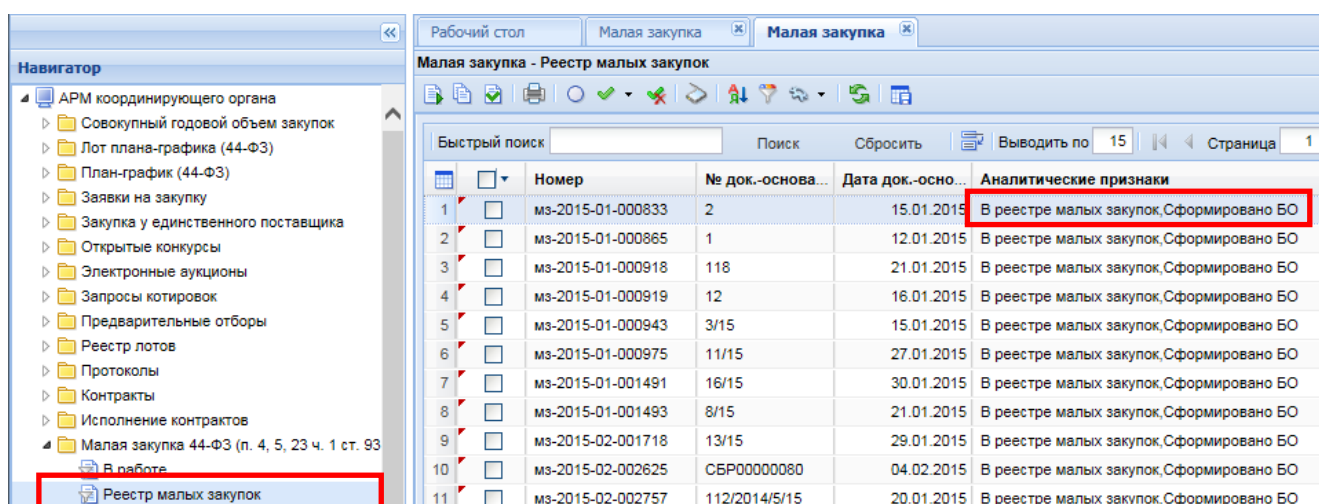 Рабочий стол
Малая закупка
Малая закупка
Навигатор
Малая закупка - Реестр малых закупок
АРМ координирующего органа
Совокупный годовой объем закупок
Лот плана-графика (44-ФЗ)
План-график (44-ФЗ)
Заявки на закупку
Закупка у единственного поставщика
Открытые конкурсы
Электронные аукционы
Запросы котировок
Предварительные отборы
Реестр лотов
Протоколы
Контракты
Исполнение контрактов
Малая закупка 44-ФЗ (п. 4, 5, 23 ч. 1 ст. 93
В работе
Реестр малых закупок
Быстрый поиск Поиск Сбросить Выводить по 15 Страница 1
Номер № док.-основа... Дата док.-осно... Аналитические признаки
1 мз-2015-01-000833 2 15.01.2015 В реестре малых закупок,Сформировано БО
2 мз-2015-01-000865 1 12.01.2015 В реестре малых закупок,Сформировано БО
3 мз-2015-01-000918 118 21.01.2015 В реестре малых закупок,Сформировано БО
4 мз-2015-01-000919 12 16.01.2015 В реестре малых закупок,Сформировано БО
5 мз-2015-01-000943 3/15 15.01.2015 В реестре малых закупок,Сформировано БО
6 мз-2015-01-000975 11/15 27.01.2015 В реестре малых закупок,Сформировано БО
7 мз-2015-01-001491 16/15 30.01.2015 В реестре малых закупок,Сформировано БО
8 мз-2015-01-001493 8/15 21.01.2015 В реестре малых закупок,Сформировано БО
9 мз-2015-02-001718 13/15 29.01.2015 В реестре малых закупок,Сформировано БО
10 мз-2015-02-002625 СБР00000080 04.02.2015 В реестре малых закупок,Сформировано БО
11 мз-2015-02-002757 112/2014/5/15 20.01.2015 В реестре малых закупок,Сформировано БО